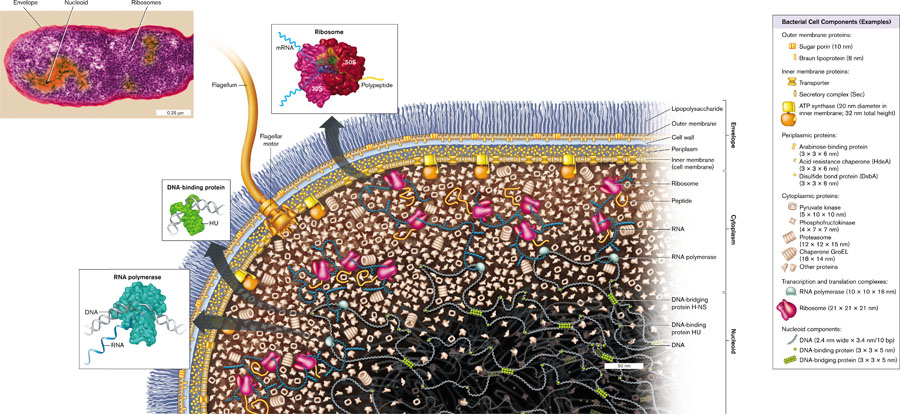 Envelope
Nucleoid
Ribosomes
0.25 µm
Flagellum
Flagellar
motor
Ribosome
mRNA
50S
30S
Polypeptide
DNA-binding protein
HU
RNA polymerase
DNA
RNA
Lipopolysaccharide
Outer membrane
Cell wall
Periplasm
Inner membrane
(cell membrane)
Ribosome
Peptide
RNA
RNA polymerase
DNA-bridging
protein H-NS
DNA-binding
protein HU
DNA
50 nm
Envelope
Cytoplasm
Nucleoid
Bacterial Cell Components (Examples)
Outer membrane proteins:
Sugar porin (10 nm)
Braun lipoprotein (8 nm)
Inner membrane proteins:
Transporter
Secretory complex (Sec)
ATP synthase (20 nm diameter in
inner membrane; 32 nm total height)
Periplasmic proteins:
Arabinose-binding protein
(3 × 3 × 6 nm)
Acid resistance chaperone (HdeA)
(3 × 3 × 6 nm)
Disulfide bond protein (DsbA)
(3 × 3 × 6 nm)
Cytoplasmic proteins:
Pyruvate kinase
(5 × 10 × 10 nm)
Phosphofructokinase
(4 × 7 × 7 nm)
Proteasome
(12 × 12 × 15 nm)
Chaperone GroEL
(18 × 14 nm)
Other proteins
Transcription and translation complexes:
RNA polymerase (10 × 10 × 16 nm)
Ribosome (21 × 21 × 21 nm)
Nucleoid components:
DNA (2.4 nm wide × 3.4 nm/10 bp)
DNA-binding protein (3 × 3 × 5 nm)
DNA-bridging protein (3 × 3 × 5 nm)